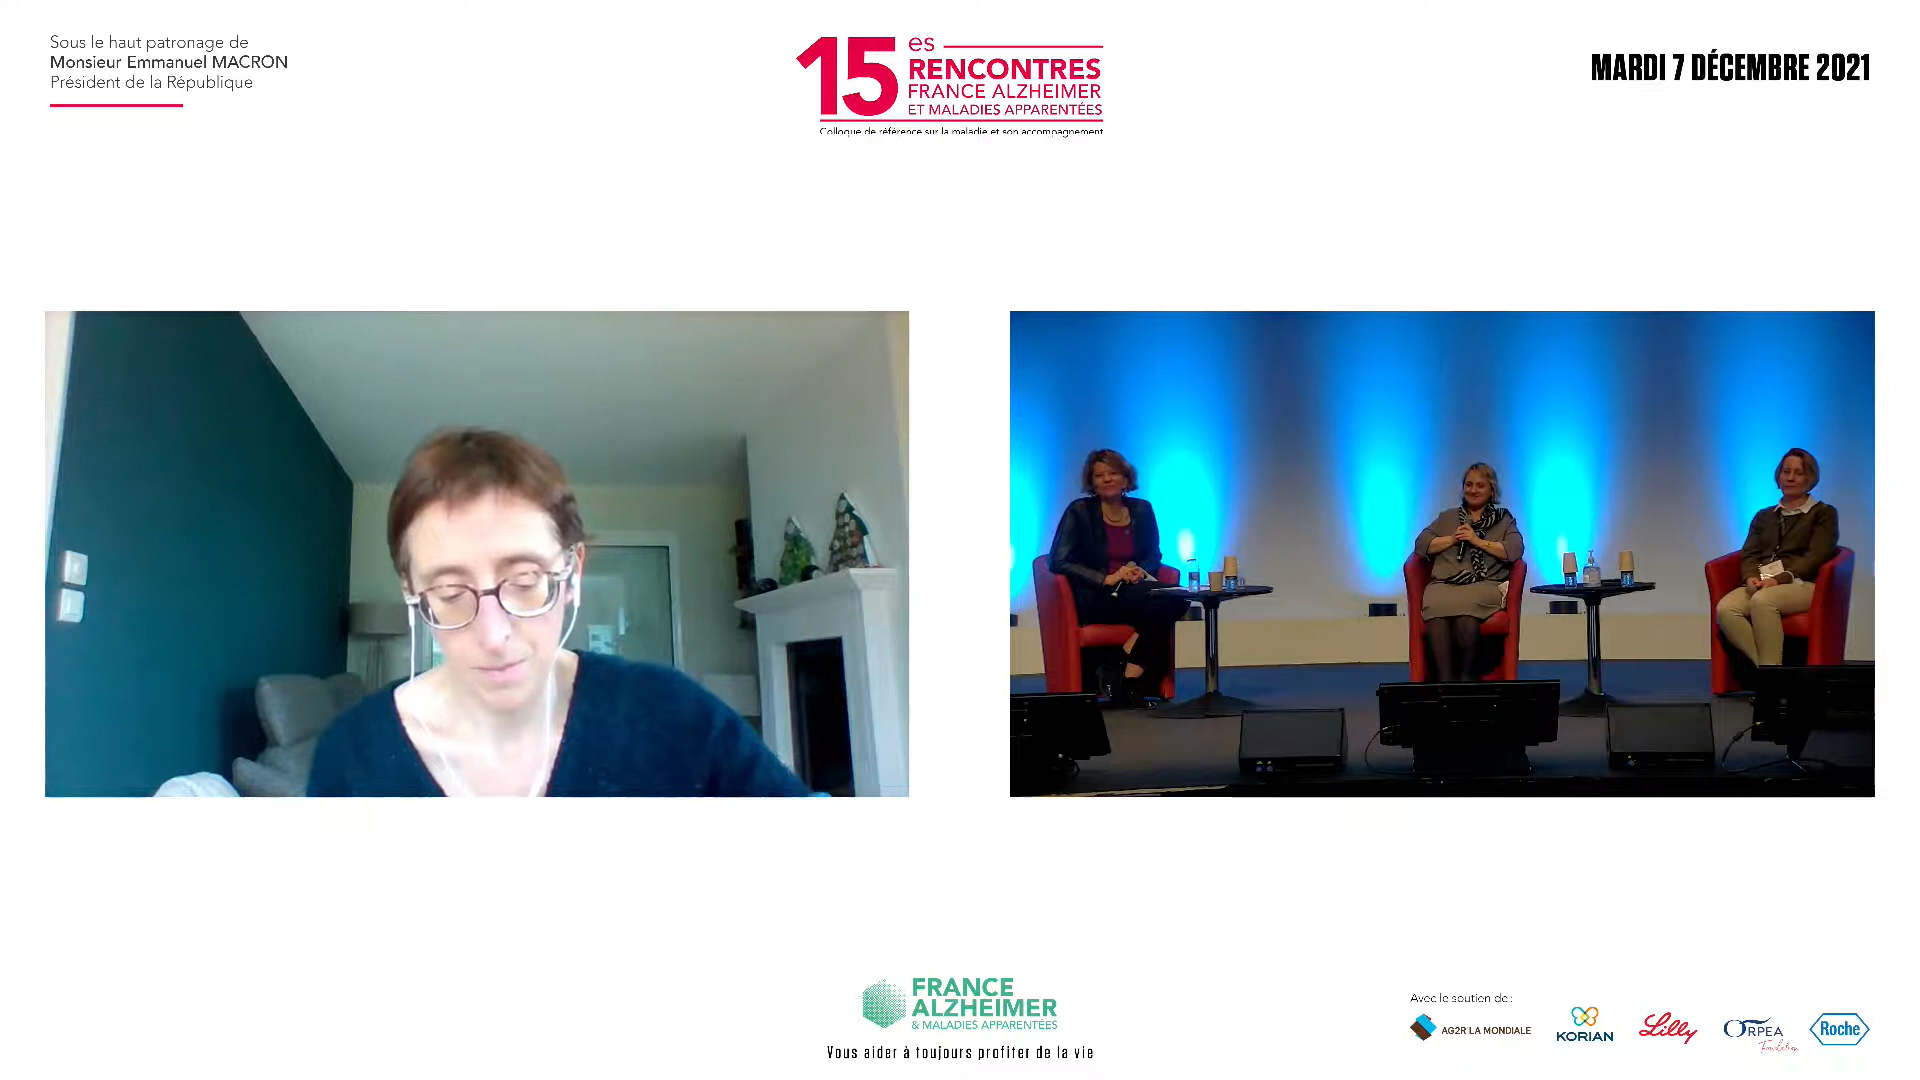 Sous le haut patronage de
Monsieur Emmanuel MACRON
Président de la République
15es
RENCONTRES
FRANCE ALZHEIMER
ET MALADIES APPARENTÉES
Colloque de référence sur la maladie et son accompagnement
MARDI 7 DÉCEMBRE 2021
FRANCE
ALZHEIMER
& MALADIES APPARENTÉES
Vous aider à toujours profiter de la vie
Avec le soutien de :
AG2R LA MONDIALE
KORIAN
Lilly
ORPEA
Fondation
Roche